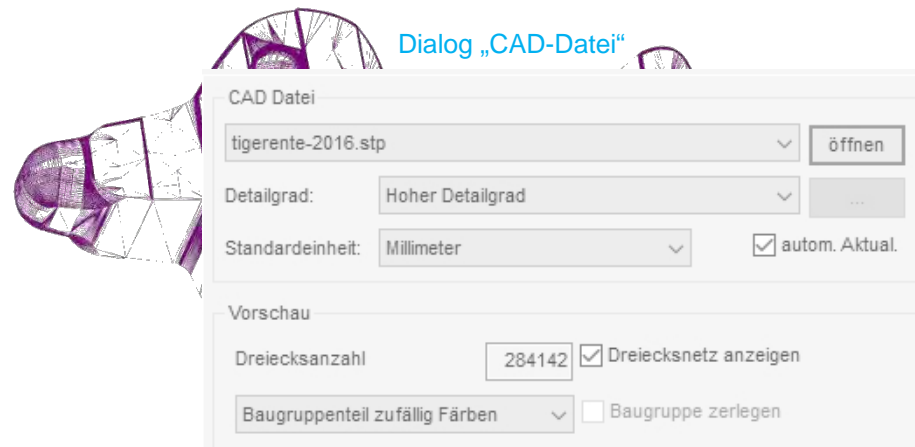 Dialog „CAD-Datei“
CAD Datei
tigerente-2016.stp
öffnen
Detailgrad: Hoher Detailgrad ...
Standardeinheit: Millimeter autom. Aktual.
Vorschau
Dreiecksanzahl 284142 Dreiecksnetz anzeigen
Baugruppenteil zufällig Färben Baugruppe zerlegen